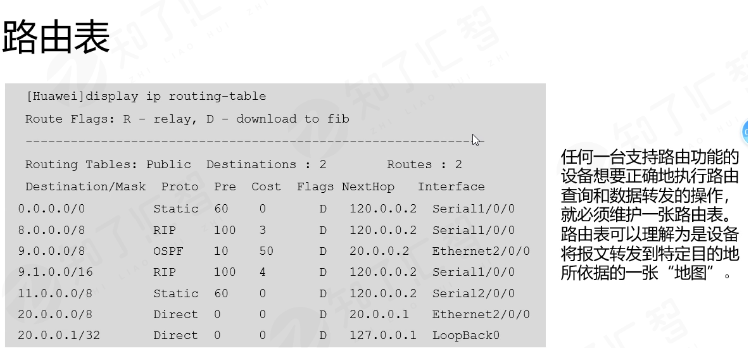 路由表
[Huawei]display ip routing-table
Route Flags: R - relay, D - download to fib
Routing Tables: Public Destinations : 2 Routes : 2
Destination/Mask Proto Pre Cost Flags NextHop Interface
0.0.0.0/0 Static 60 0 D 120.0.0.2 Serial1/0/0
8.0.0.0/8 RIP 100 3 D 120.0.0.2 Serial1/0/0
9.0.0.0/8 OSPF 10 50 D 20.0.0.2 Ethernet2/0/0
9.1.0.0/16 RIP 100 4 D 120.0.0.2 Serial1/0/0
11.0.0.0/8 Static 60 0 D 120.0.0.2 Serial2/0/0
20.0.0.0/8 Direct 0 0 D 20.0.0.1 Ethernet2/0/0
20.0.0.1/32 Direct 0 0 D 127.0.0.1 LoopBack0
任何一台支持路由功能的
设备想要正确地执行路由
查询和数据转发的操作，
就必须维护一张路由表。
路由表可以理解为是设备
将报文转发到特定目的地
所依据的一张“地图”。
知了汇智